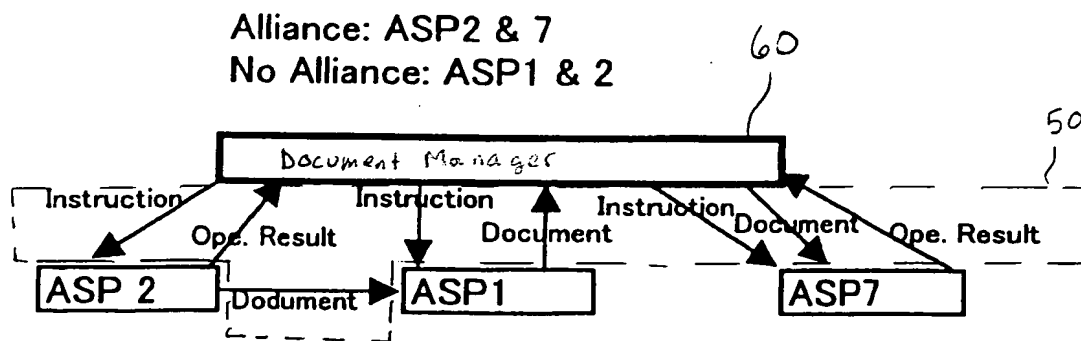 Alliance: ASP2 & 7
No Alliance: ASP1 & 2
60
50
Document Manager
Instruction
Instruction
Instruction
Ope. Result
Document
Document
Ope. Result
ASP 2
Dodument
ASP1
ASP7